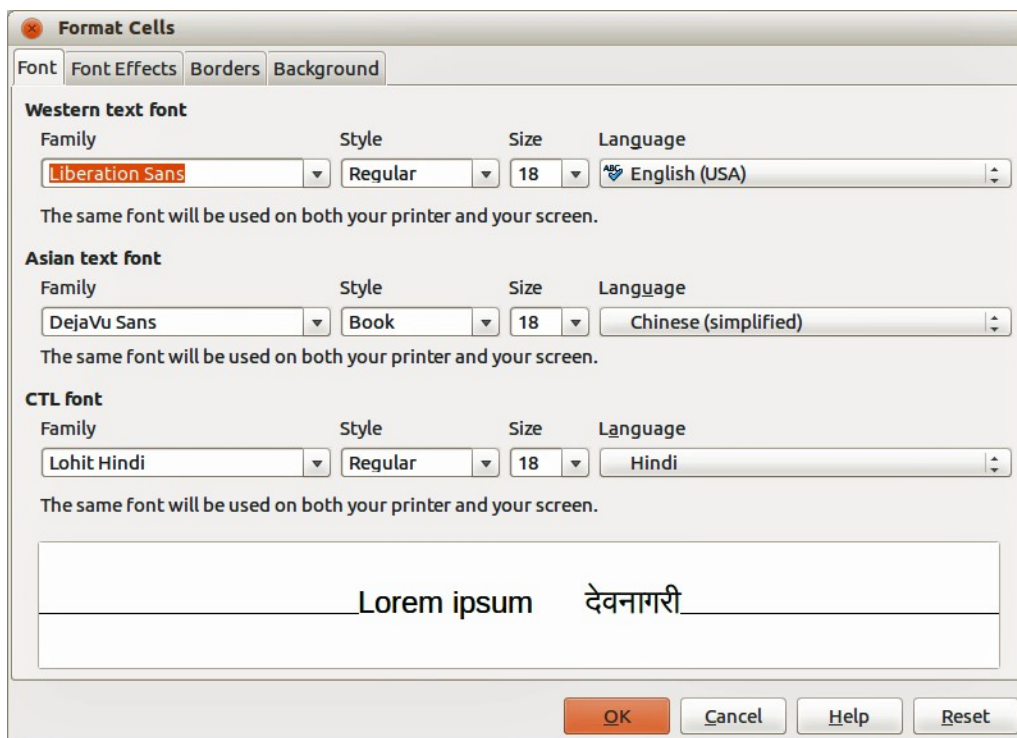 Format Cells
Font Font Effects Borders Background
Western text font
Family Style Size Language
Liberation Sans Regular 18 ABC English (USA)
The same font will be used on both your printer and your screen.
Asian text font
Family Style Size Language
DejaVu Sans Book 18 Chinese (simplified)
The same font will be used on both your printer and your screen.
CTL font
Family Style Size Language
Lohit Hindi Regular 18 Hindi
The same font will be used on both your printer and your screen.
Lorem ipsum देवनागरी
OK Cancel Help Reset